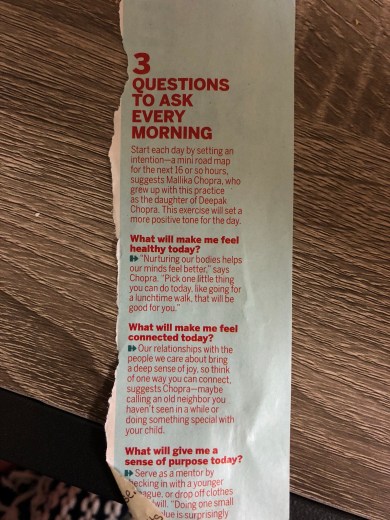 3
QUESTIONS
TO ASK
EVERY
MORNING
Start each day by setting an
intention—a mini road map
for the next 16 or so hours,
suggests Mallika Chopra, who
grew up with this practice
as the daughter of Deepak
Chopra. This exercise will set a
more positive tone for the day.
What will make me feel
healthy today?
"Nurturing our bodies helps
our minds feel better," says
Chopra. "Pick one little thing
you can do today, like going for
a lunchtime walk, that will be
good for you."
What will make me feel
connected today?
Our relationships with the
people we care about bring
a deep sense of joy, so think
of one way you can connect,
suggests Chopra—maybe
calling an old neighbor you
haven't seen in a while or
doing something special with
your child.
What will give me a
sense of purpose today?
Serve as a mentor by
ecking in with a younger
ague, or drop off clothes
will. "Doing one small
lue is surprisingly